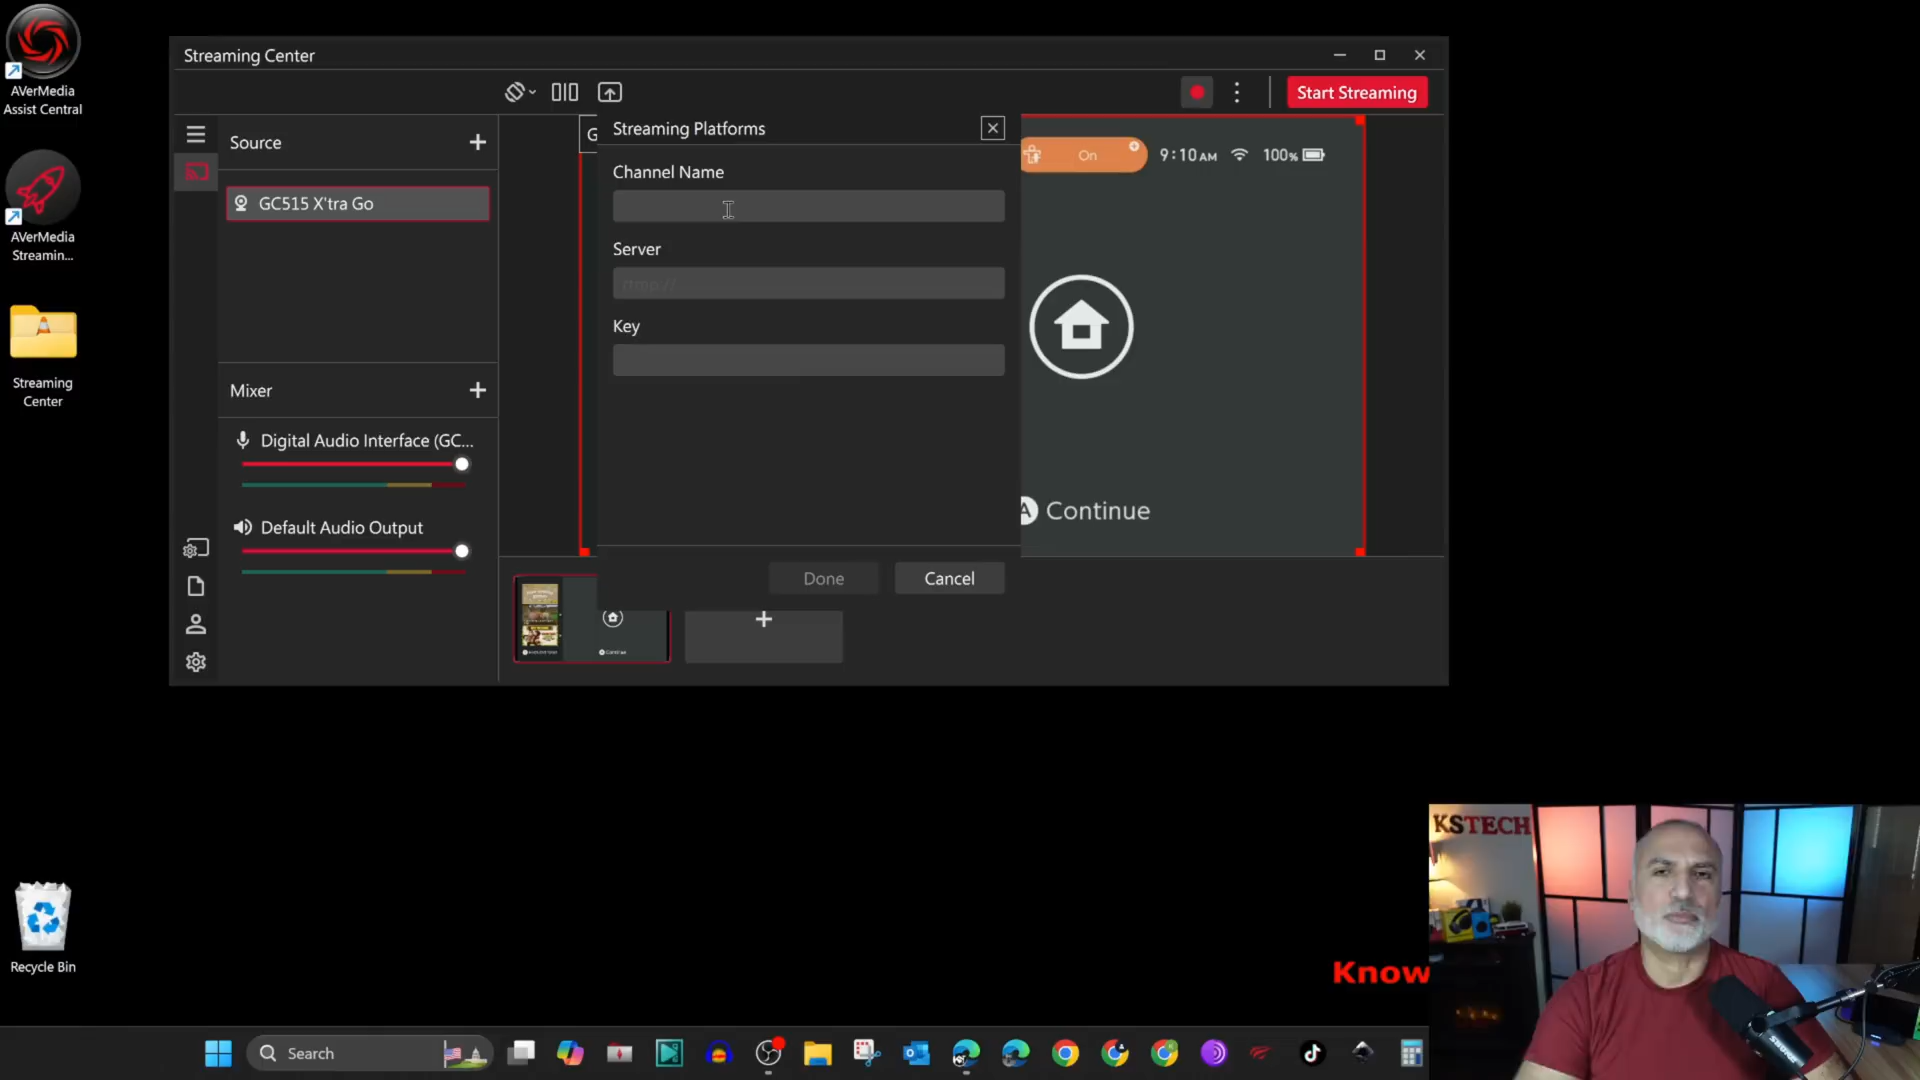 AVerMedia
Assist Central
AVerMedia
Streamin...
Streaming
Center
Recycle Bin
Streaming Center
Start Streaming
Source
GC515 X'tra Go
Mixer
Digital Audio Interface (GC...
Default Audio Output
G
Streaming Platforms
Channel Name
Server
rtmp://
Key
Done
Cancel
On
9:10 AM
100%
A Continue
Continue
KSTECH
Know
Search